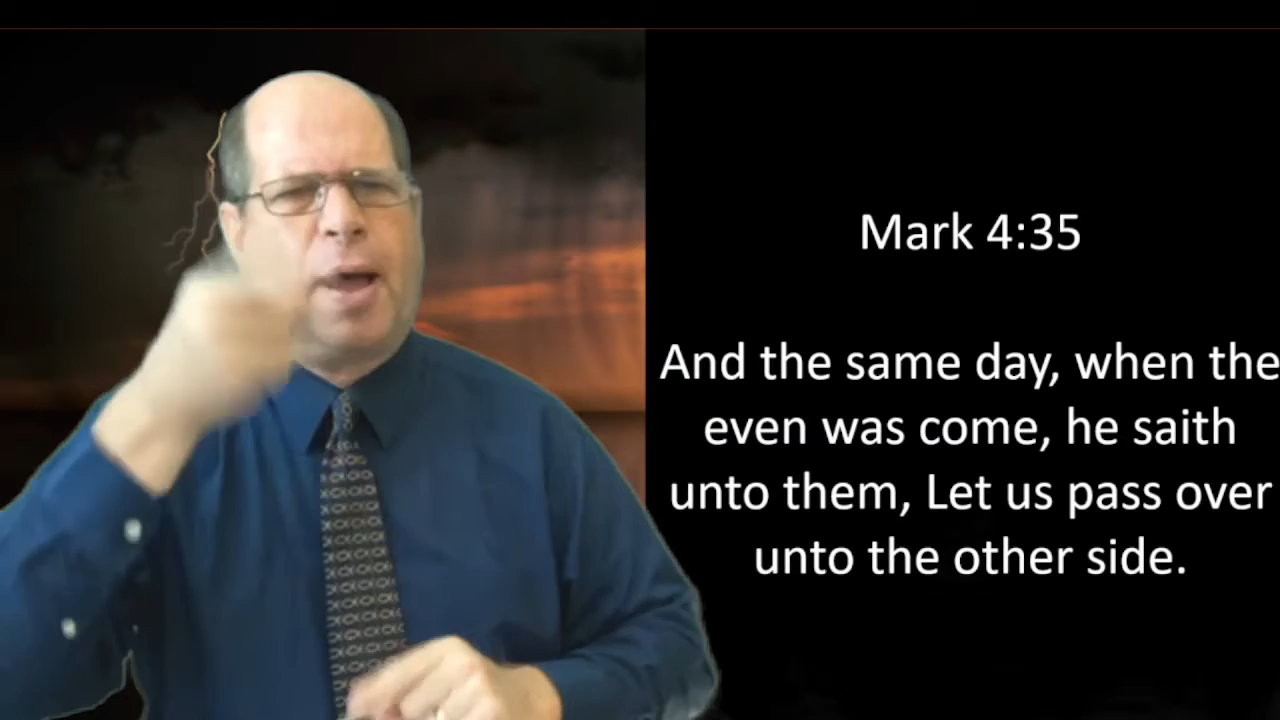 Mark 4:35
And the same day, when the
even was come, he saith
unto them, Let us pass over
unto the other side.